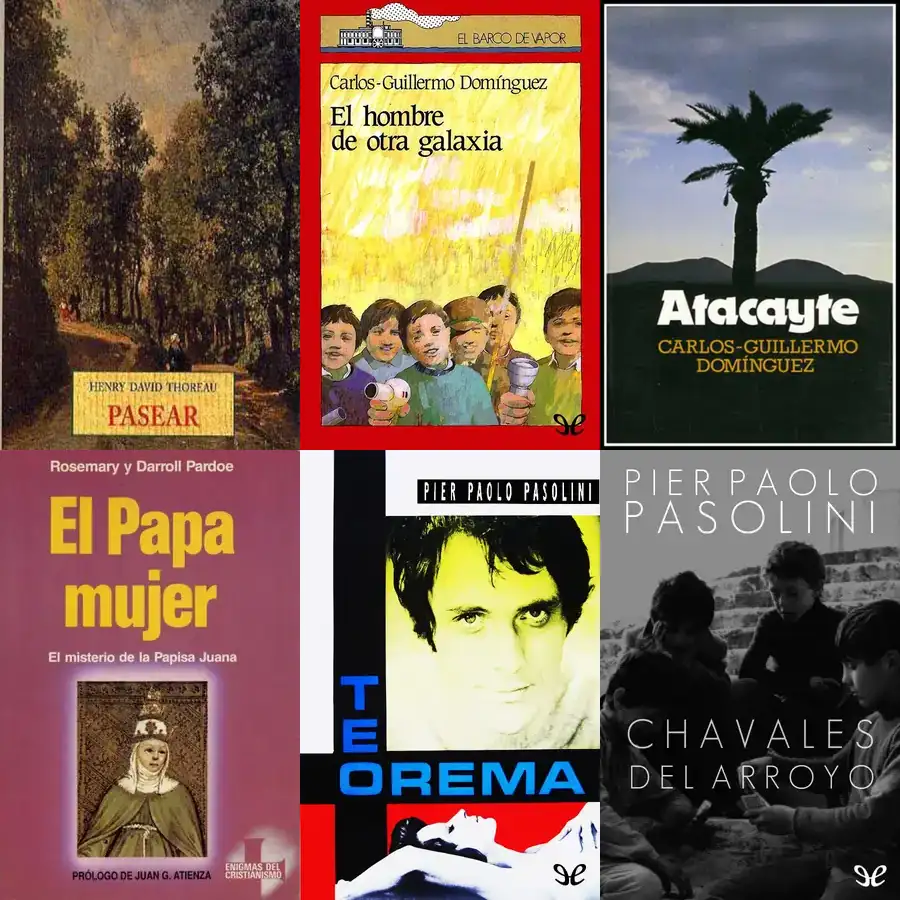 HENRY DAVID THOREAU
PASEAR
EL BARCO DE VAPOR
Carlos-Guillermo Domínguez
El hombre
de otra galaxia
Atacayte
CARLOS-GUILLERMO
DOMÍNGUEZ
Rosemary y Darroll Pardoe
El Papa
mujer
El misterio de la Papisa Juana
ENIGMAS DEL
CRISTIANISMO
PRÓLOGO DE JUAN G. ATIENZA
PIER PAOLO PASOLINI
TEOREMA
PIER PAOLO
PASOLINI
CHAVALES
DEL ARROYO